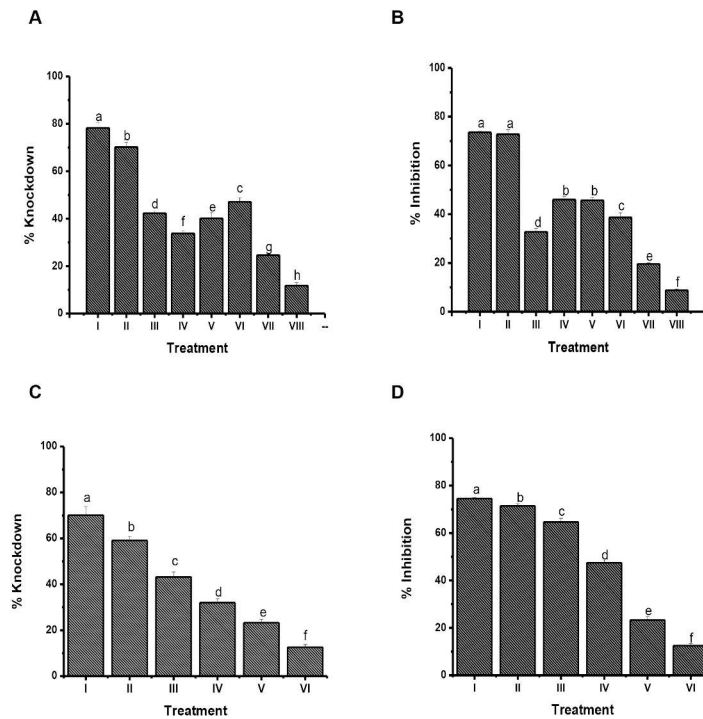 A
% Knockdown
100
80
60
40
20
0
a
b
d
f
e
c
g
h
I II III IV V VI VII VIII --
Treatment
B
% Inhibition
100
80
60
40
20
0
a
a
d
b
b
c
e
f
I II III IV V VI VII VIII
Treatment
C
% Knockdown
100
80
60
40
20
0
a
b
c
d
e
f
I II III IV V VI
Treatment
D
% Inhibition
100
80
60
40
20
0
a
b
c
d
e
f
I II III IV V VI
Treatment